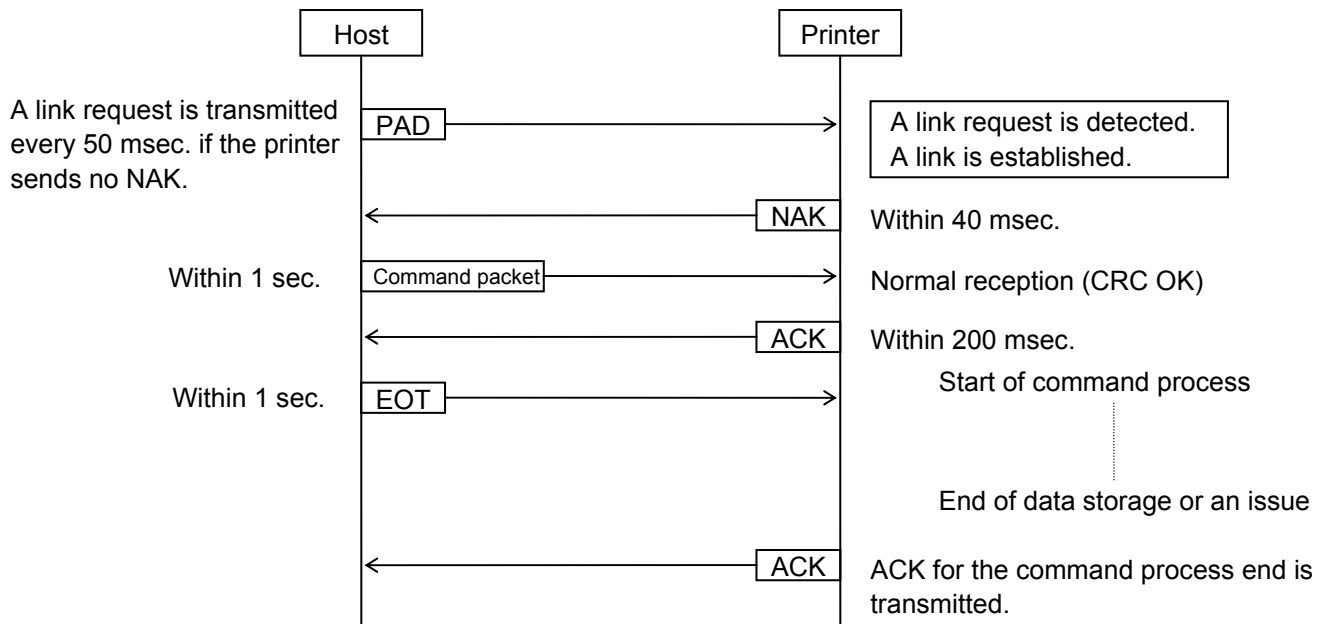 Host
Printer
A link request is transmitted
every 50 msec. if the printer
sends no NAK.
PAD
A link request is detected.
A link is established.
NAK
Within 40 msec.
Within 1 sec.
Command packet
Normal reception (CRC OK)
ACK
Within 200 msec.
Start of command process
Within 1 sec.
EOT
End of data storage or an issue
ACK
ACK for the command process end is
transmitted.